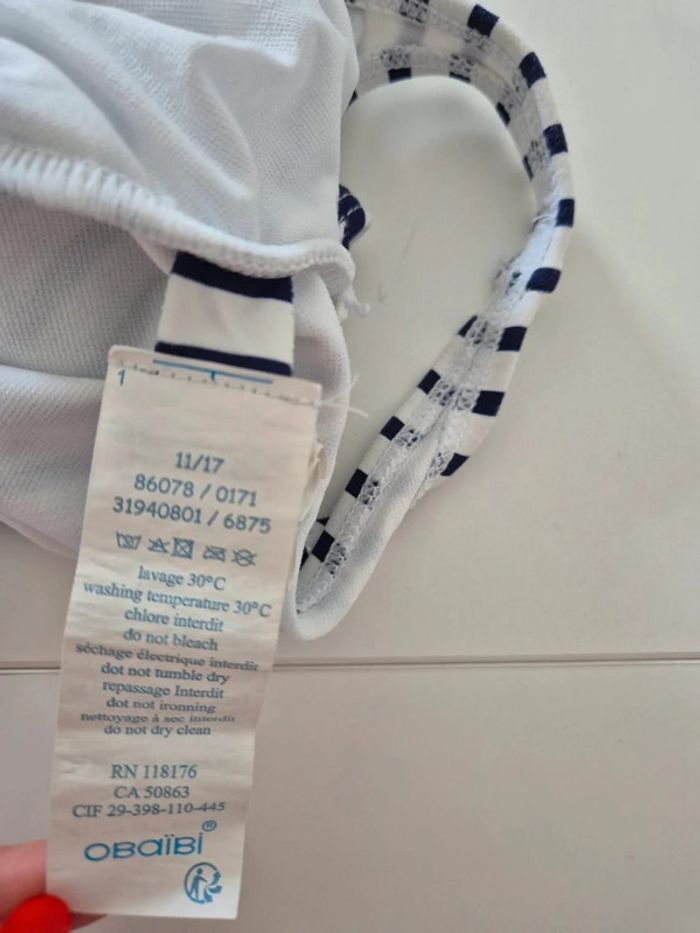 1
11/17
86078 / 0171
31940801 / 6875
lavage 30°C
washing temperature 30°C
chlore interdit
do not bleach
séchage électrique interdit
dot not tumble dry
repassage Interdit
dot not ironning
nettoyage à sec interdit
do not dry clean
RN 118176
CA 50863
CIF 29-398-110-445
OBaïBi®